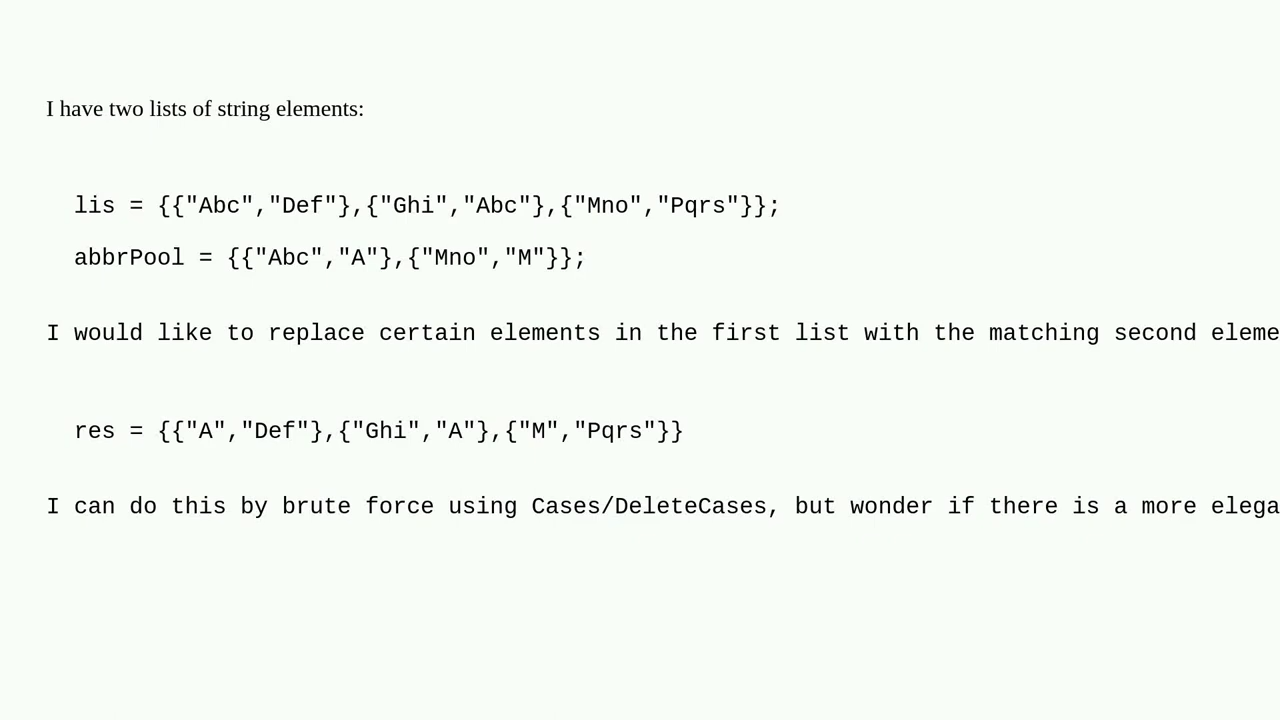 I have two lists of string elements:
lis = {{"Abc","Def"},{"Ghi","Abc"},{"Mno","Pqrs"}};
abbrPool = {{"Abc","A"},{"Mno","M"}};
I would like to replace certain elements in the first list with the matching second eleme
res = {{"A","Def"},{"Ghi","A"},{"M","Pqrs"}}
I can do this by brute force using Cases/DeleteCases, but wonder if there is a more elega